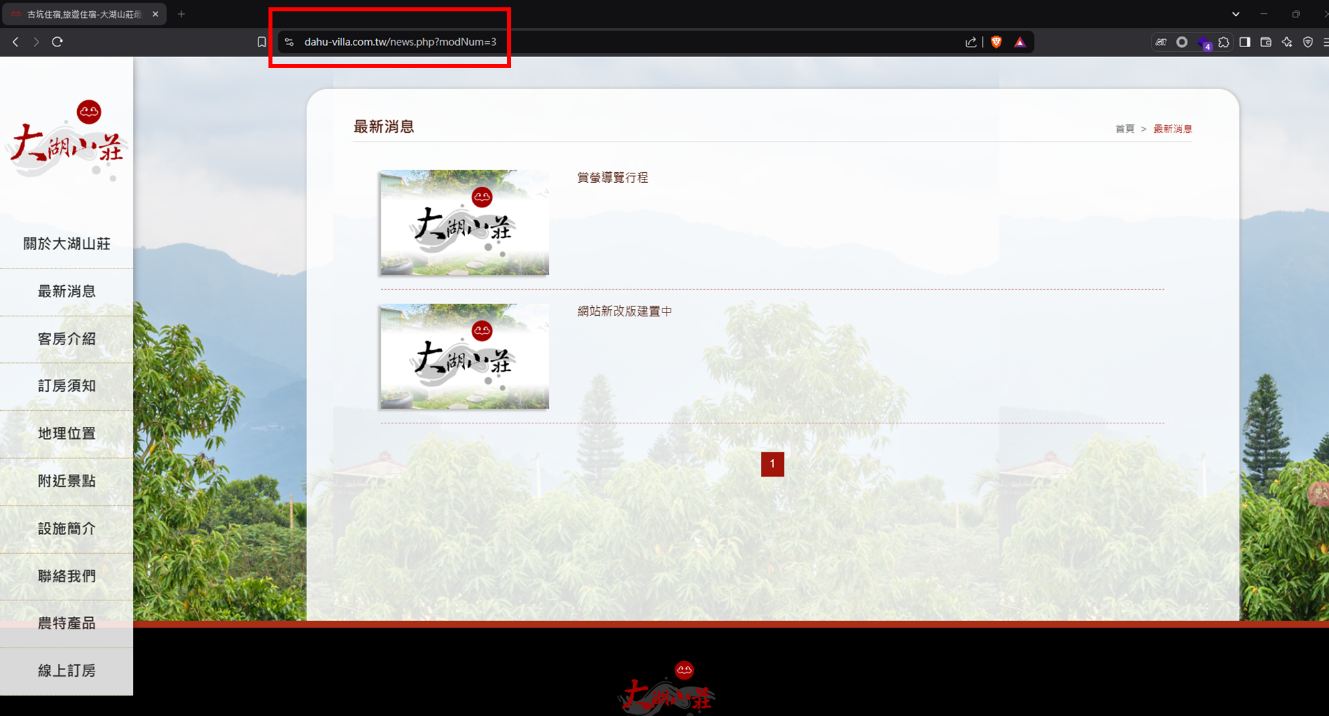 古坑住宿,旅遊住宿-大湖山莊
dahu-villa.com.tw/news.php?modNum=3
4
大湖山莊
關於大湖山莊
最新消息
客房介紹
訂房須知
地理位置
附近景點
設施簡介
聯絡我們
農特產品
線上訂房
最新消息
首頁 > 最新消息
大湖山莊
賞螢導覽行程
大湖山莊
網站新改版建置中
1
大湖山莊